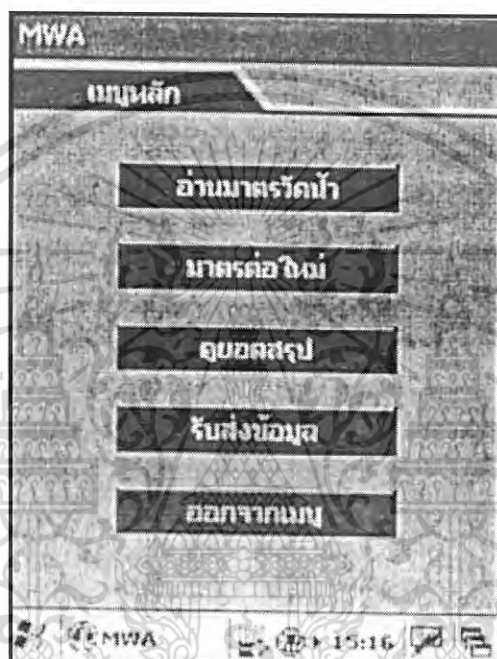 MWA
เมนูหลัก
อ่านมาตรวัดน้ำ
มาตรต่อใหม่
ดูยอดสรุป
รับส่งข้อมูล
ออกจากเมนู
MWA 15:16